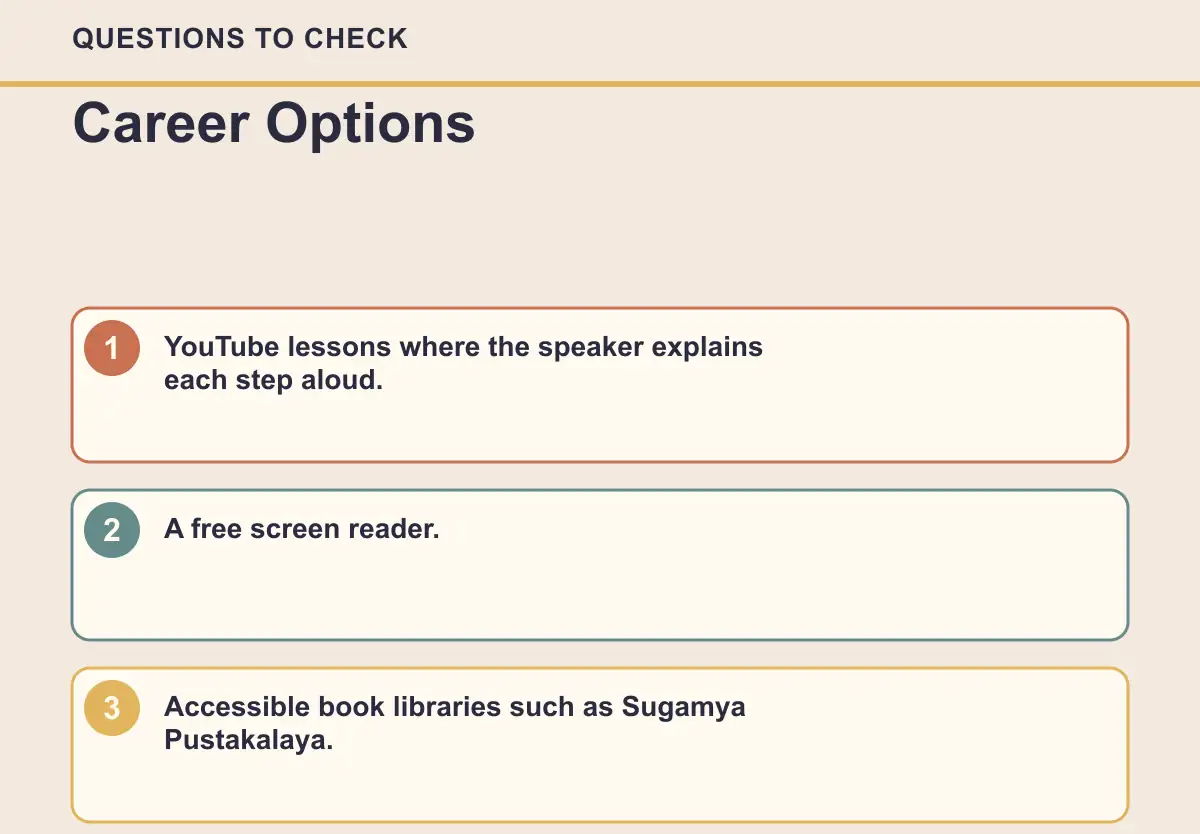 QUESTIONS TO CHECK
Career Options
1
YouTube lessons where the speaker explains
each step aloud.
2
A free screen reader.
3
Accessible book libraries such as Sugamya
Pustakalaya.